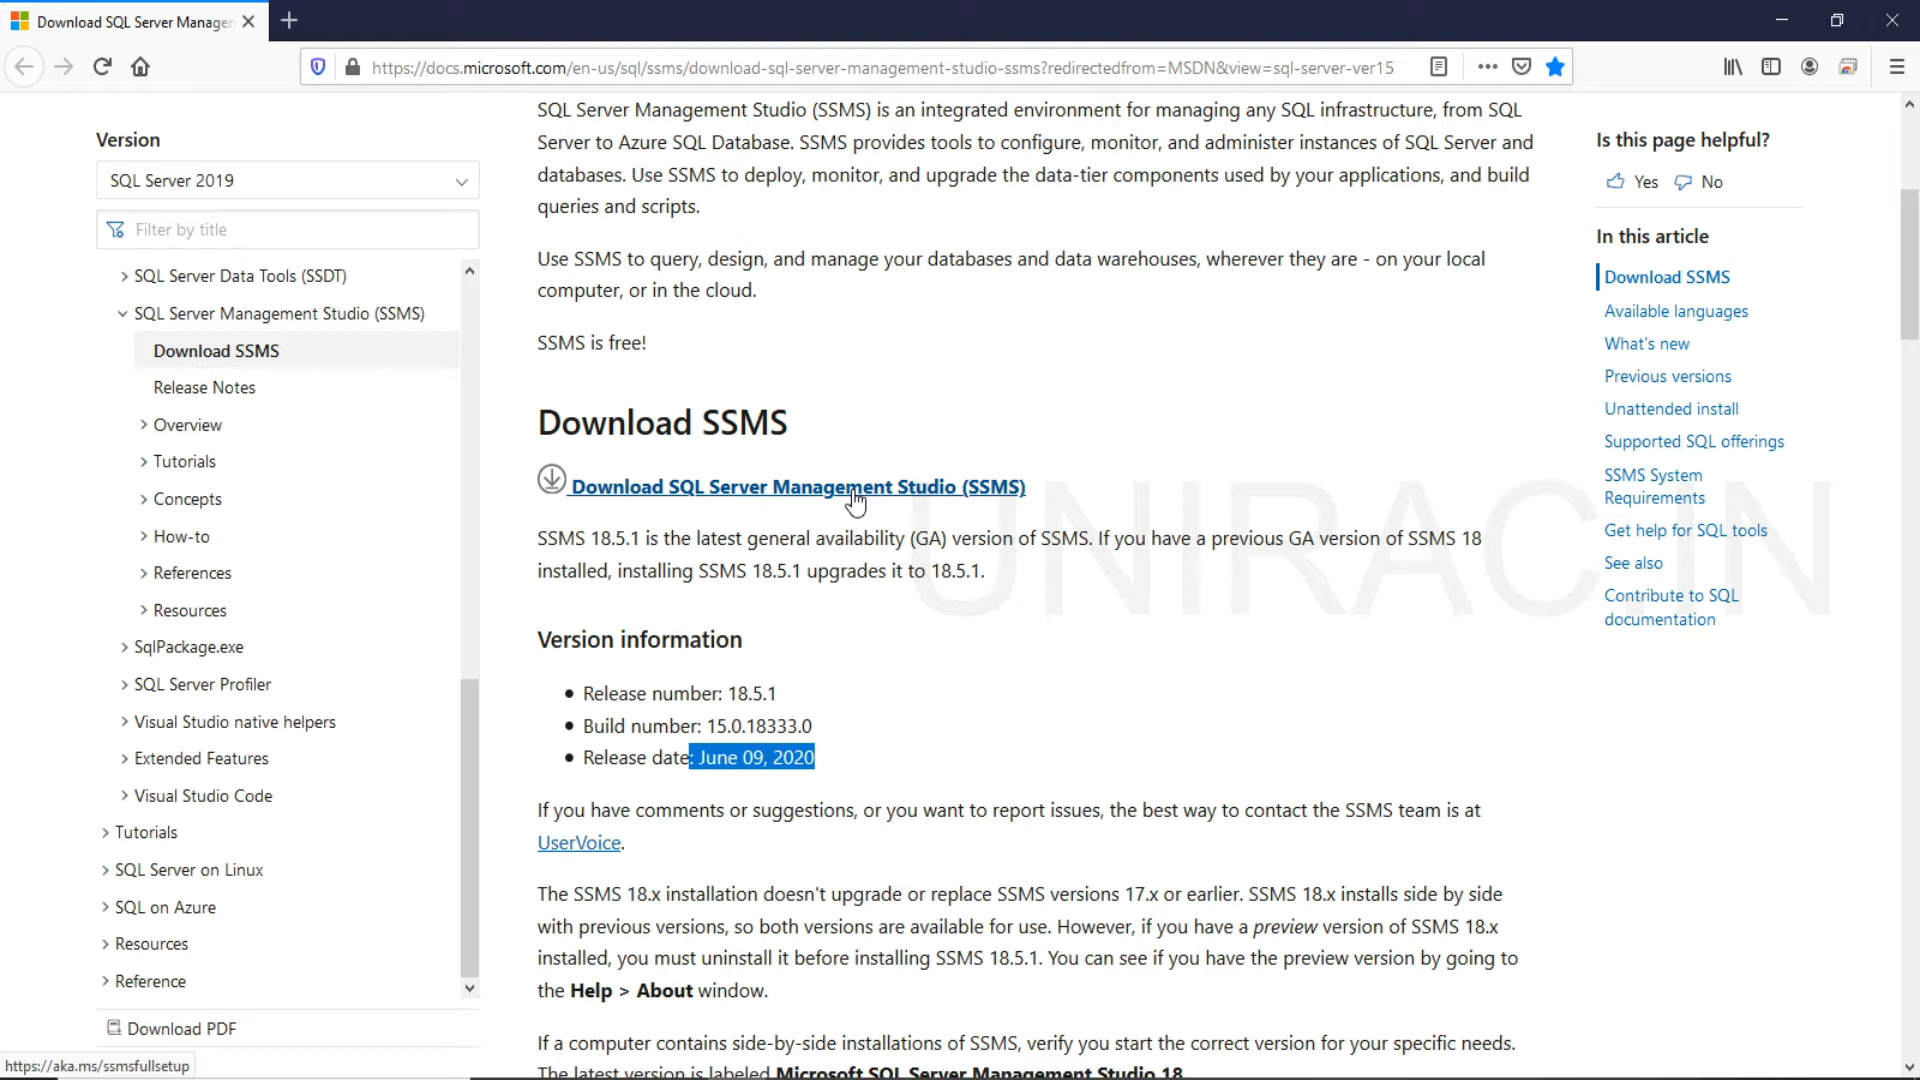 Download SQL Server Manager
https://docs.microsoft.com/en-us/sql/ssms/download-sql-server-management-studio-ssms?redirectedfrom=MSDN&view=sql-server-ver15
Version
SQL Server 2019
Filter by title
SQL Server Data Tools (SSDT)
SQL Server Management Studio (SSMS)
Download SSMS
Release Notes
Overview
Tutorials
Concepts
How-to
References
Resources
SqlPackage.exe
SQL Server Profiler
Visual Studio native helpers
Extended Features
Visual Studio Code
Tutorials
SQL Server on Linux
SQL on Azure
Resources
Reference
Download PDF
https://aka.ms/ssmsfullsetup
SQL Server Management Studio (SSMS) is an integrated environment for managing any SQL infrastructure, from SQL
Server to Azure SQL Database. SSMS provides tools to configure, monitor, and administer instances of SQL Server and
databases. Use SSMS to deploy, monitor, and upgrade the data-tier components used by your applications, and build
queries and scripts.
Use SSMS to query, design, and manage your databases and data warehouses, wherever they are - on your local
computer, or in the cloud.
SSMS is free!
Download SSMS
Download SQL Server Management Studio (SSMS)
SSMS 18.5.1 is the latest general availability (GA) version of SSMS. If you have a previous GA version of SSMS 18
installed, installing SSMS 18.5.1 upgrades it to 18.5.1.
Version information
• Release number: 18.5.1
• Build number: 15.0.18333.0
• Release date: June 09, 2020
If you have comments or suggestions, or you want to report issues, the best way to contact the SSMS team is at
UserVoice.
The SSMS 18.x installation doesn't upgrade or replace SSMS versions 17.x or earlier. SSMS 18.x installs side by side
with previous versions, so both versions are available for use. However, if you have a preview version of SSMS 18.x
installed, you must uninstall it before installing SSMS 18.5.1. You can see if you have the preview version by going to
the Help > About window.
If a computer contains side-by-side installations of SSMS, verify you start the correct version for your specific needs.
The latest version is labeled Microsoft SQL Server Management Studio 18
Is this page helpful?
Yes No
In this article
Download SSMS
Available languages
What's new
Previous versions
Unattended install
Supported SQL offerings
SSMS System
Requirements
Get help for SQL tools
See also
Contribute to SQL
documentation
UNIRAC.IN